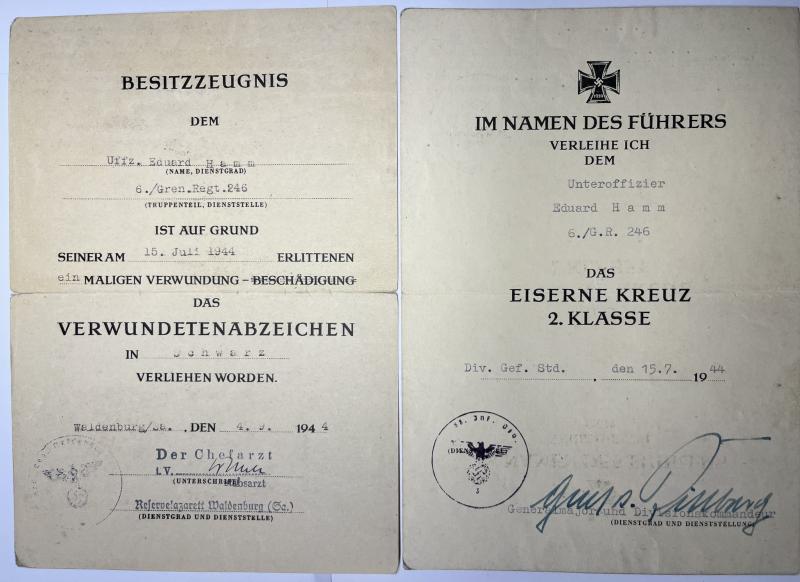 BESITZZEUGNIS
DEM
Uffz. Eduard Hamm
(NAME, DIENSTGRAD)
6./Gren.Regt.246
(TRUPPENTEIL, DIENSTSTELLE)
IST AUF GRUND
SEINER AM 15. Juli 1944 ERLITTENEN
ein MALIGEN VERWUNDUNG – BESCHÄDIGUNG
DAS
VERWUNDETENABZEICHEN
IN Schwarz
VERLIEHEN WORDEN.
Waldenburg/Sa., DEN 4.9. 1944
Der Chefarzt
i.V.
(UNTERSCHRIFT)
Stabsarzt
Reservelazarett Waldenburg (Sa.)
(DIENSTGRAD UND DIENSTSTELLE)
1939
IM NAMEN DES FÜHRERS
VERLEIHE ICH
DEM
Unteroffizier
Eduard Hamm
6./G.R. 246
DAS
EISERNE KREUZ
2. KLASSE
Div. Gef. Std. , den 15.7. 1944
Inf. Div.
Generalmajor und Divisionskommandeur
(DIENSTGRAD UND DIENSTSTELLUNG)